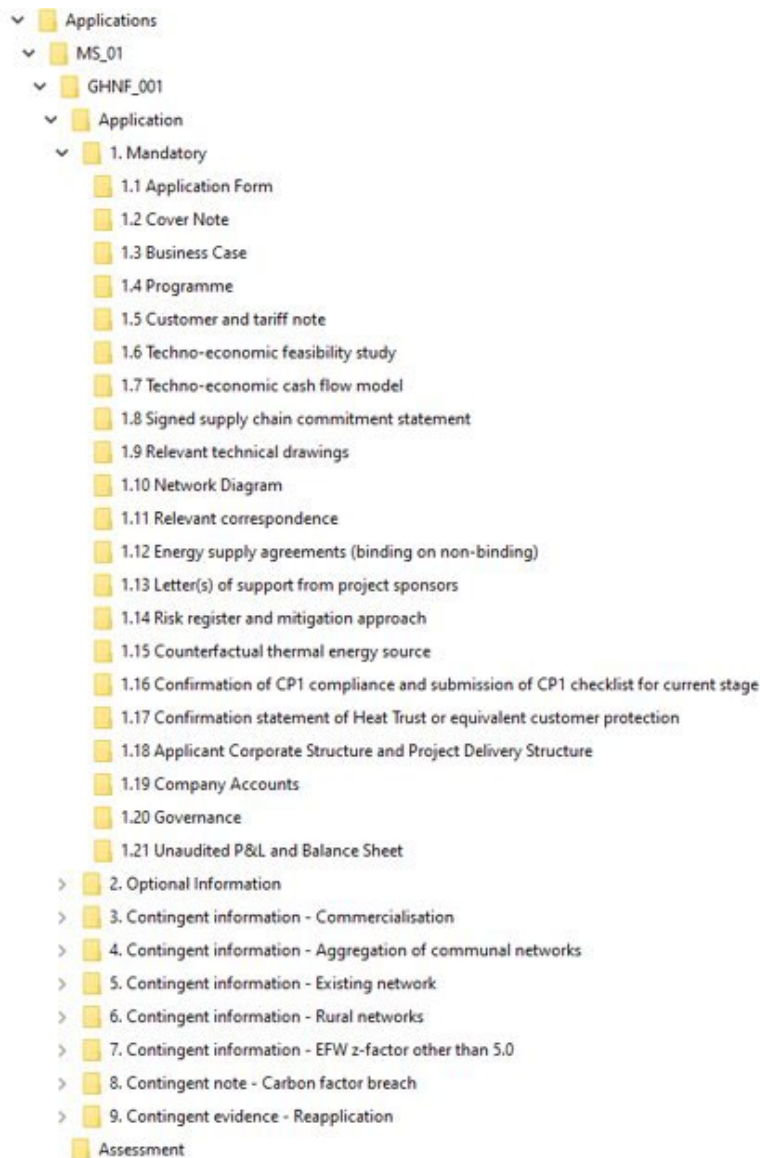 Applications
MS_01
GHNF_001
Application
1. Mandatory
1.1 Application Form
1.2 Cover Note
1.3 Business Case
1.4 Programme
1.5 Customer and tariff note
1.6 Techno-economic feasibility study
1.7 Techno-economic cash flow model
1.8 Signed supply chain commitment statement
1.9 Relevant technical drawings
1.10 Network Diagram
1.11 Relevant correspondence
1.12 Energy supply agreements (binding on non-binding)
1.13 Letter(s) of support from project sponsors
1.14 Risk register and mitigation approach
1.15 Counterfactual thermal energy source
1.16 Confirmation of CP1 compliance and submission of CP1 checklist for current stage
1.17 Confirmation statement of Heat Trust or equivalent customer protection
1.18 Applicant Corporate Structure and Project Delivery Structure
1.19 Company Accounts
1.20 Governance
1.21 Unaudited P&L and Balance Sheet
2. Optional Information
3. Contingent information - Commercialisation
4. Contingent information - Aggregation of communal networks
5. Contingent information - Existing network
6. Contingent information - Rural networks
7. Contingent information - EFW z-factor other than 5.0
8. Contingent note - Carbon factor breach
9. Contingent evidence - Reapplication
Assessment